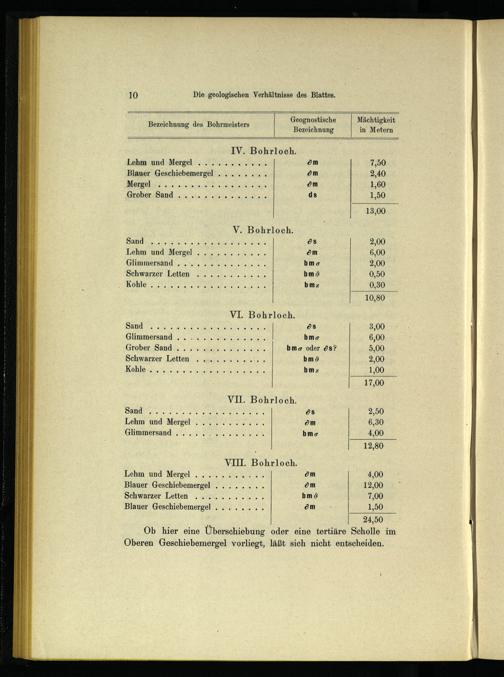 10 Die geologischen Verhältnisse des Blattes.
Bezeichnung des Bohrmeisters | Geognostische Bezeichnung | Mächtigkeit in Metern
IV. Bohrloch.
Lehm und Mergel . . . . . . . . . . . ∂m 7,50
Blauer Geschiebemergel . . . . . . . . ∂m 2,40
Mergel . . . . . . . . . . . . . . . . . ∂m 1,60
Grober Sand . . . . . . . . . . . . . . ds 1,50
13,00
V. Bohrloch.
Sand . . . . . . . . . . . . . . . . . . ∂s 2,00
Lehm und Mergel . . . . . . . . . . . ∂m 6,00
Glimmersand . . . . . . . . . . . . . . bmσ 2,00
Schwarzer Letten . . . . . . . . . . . bmϑ 0,50
Kohle . . . . . . . . . . . . . . . . . . bmϰ 0,30
10,80
VI. Bohrloch.
Sand . . . . . . . . . . . . . . . . . . ∂s 3,00
Glimmersand . . . . . . . . . . . . . . bmσ 6,00
Grober Sand . . . . . . . . . . . . . . bmσ oder ∂s? 5,00
Schwarzer Letten . . . . . . . . . . . bmϑ 2,00
Kohle . . . . . . . . . . . . . . . . . . bmϰ 1,00
17,00
VII. Bohrloch.
Sand . . . . . . . . . . . . . . . . . . ∂s 2,50
Lehm und Mergel . . . . . . . . . . . ∂m 6,30
Glimmersand . . . . . . . . . . . . . . bmσ 4,00
12,80
VIII. Bohrloch.
Lehm und Mergel . . . . . . . . . . . ∂m 4,00
Blauer Geschiebemergel . . . . . . . . ∂m 12,00
Schwarzer Letten . . . . . . . . . . . bmϑ 7,00
Blauer Geschiebemergel . . . . . . . . ∂m 1,50
24,50
Ob hier eine Überschiebung oder eine tertiäre Scholle im
Oberen Geschiebemergel vorliegt, läßt sich nicht entscheiden.